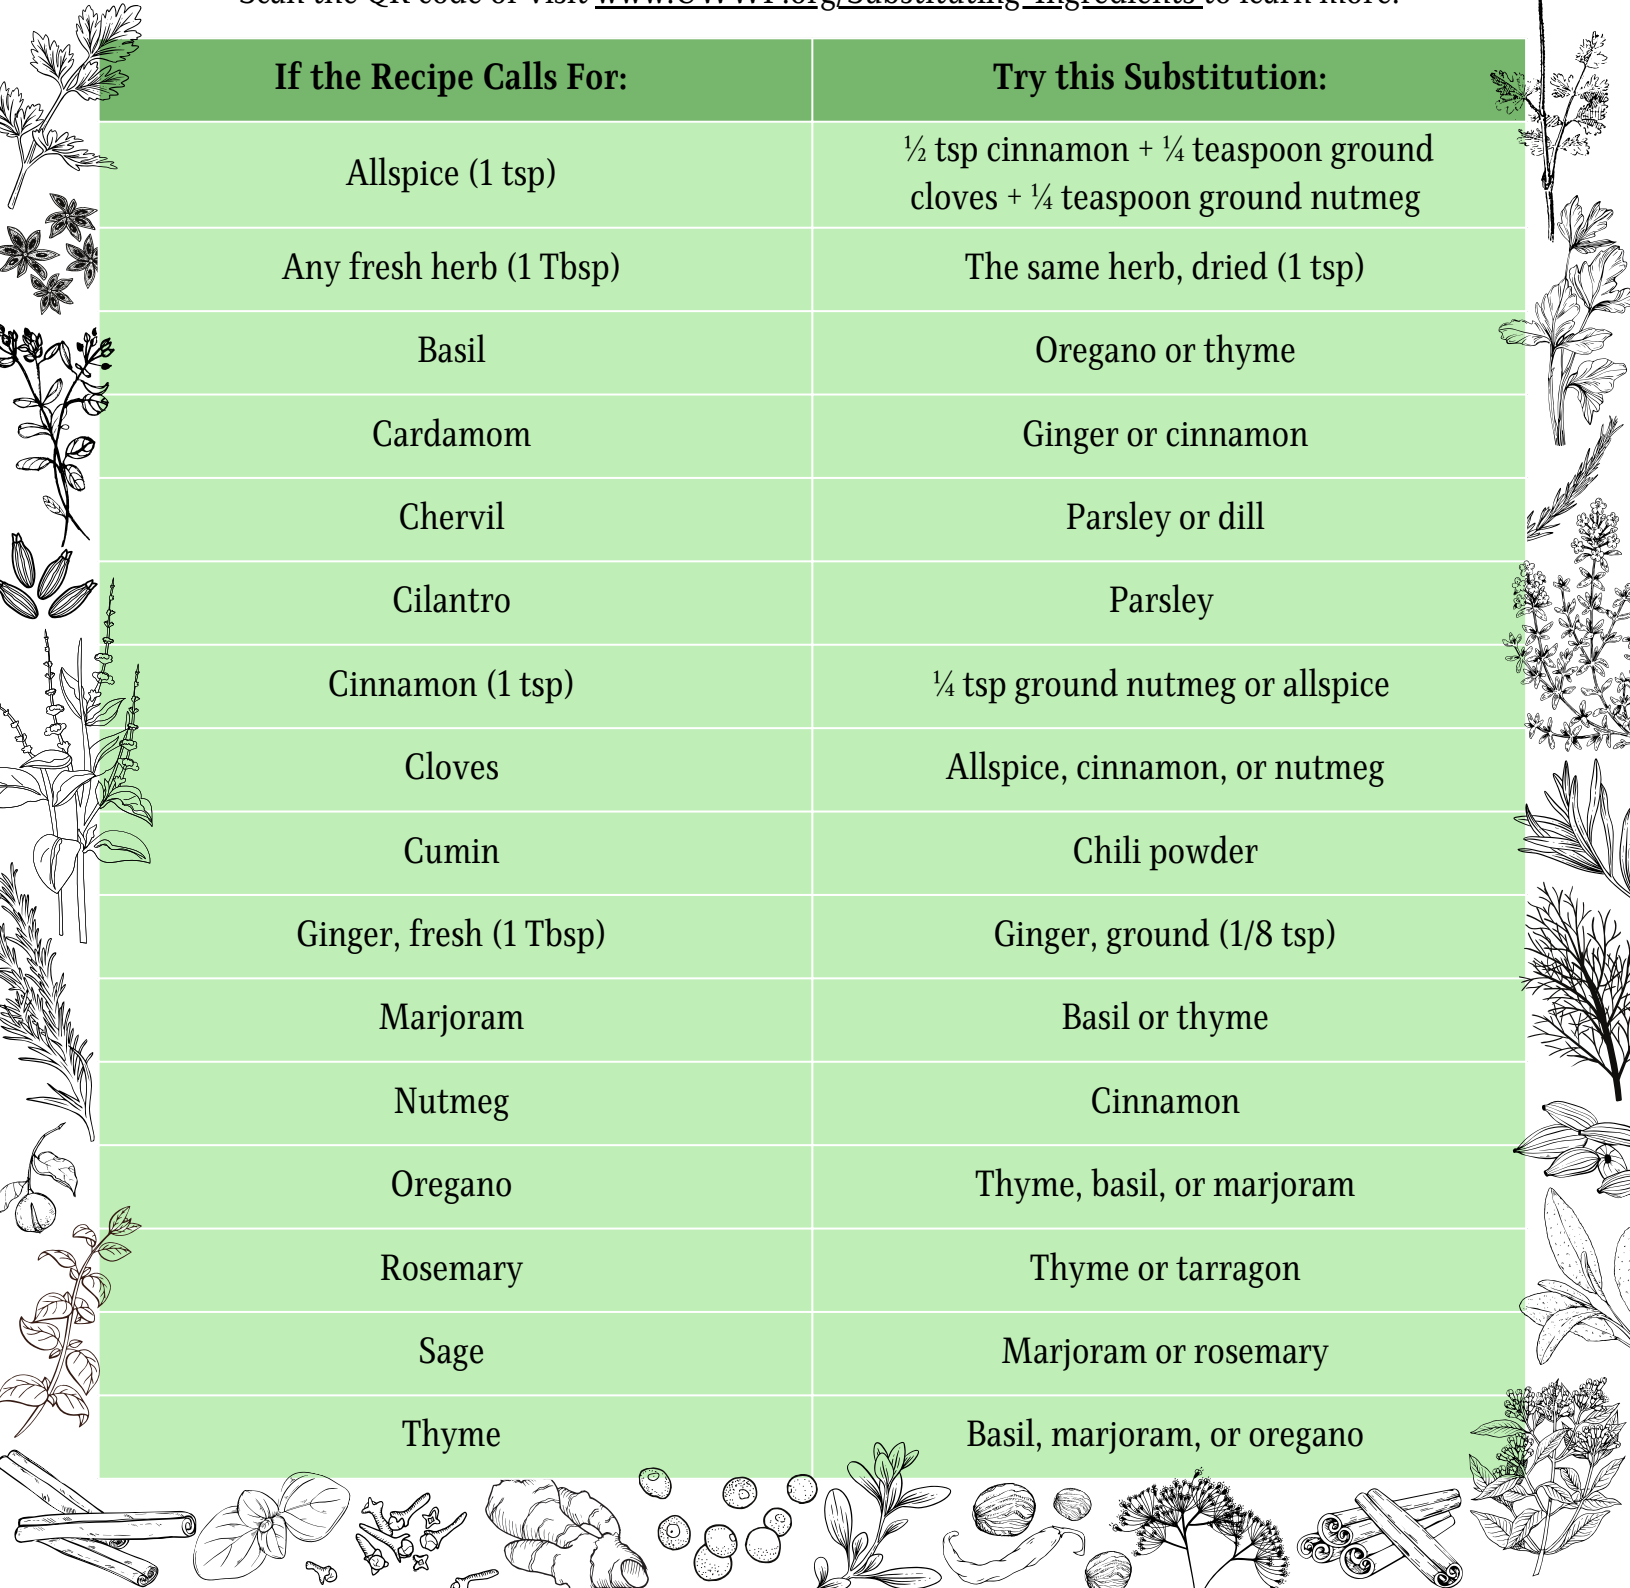 to learn more.
If the Recipe Calls For:
Try this Substitution:
Allspice (1 tsp)
½ tsp cinnamon + ¼ teaspoon ground
cloves + ¼ teaspoon ground nutmeg
Any fresh herb (1 Tbsp)
The same herb, dried (1 tsp)
Basil
Oregano or thyme
Cardamom
Ginger or cinnamon
Chervil
Parsley or dill
Cilantro
Parsley
Cinnamon (1 tsp)
¼ tsp ground nutmeg or allspice
Cloves
Allspice, cinnamon, or nutmeg
Cumin
Chili powder
Ginger, fresh (1 Tbsp)
Ginger, ground (1/8 tsp)
Marjoram
Basil or thyme
Nutmeg
Cinnamon
Oregano
Thyme, basil, or marjoram
Rosemary
Thyme or tarragon
Sage
Marjoram or rosemary
Thyme
Basil, marjoram, or oregano